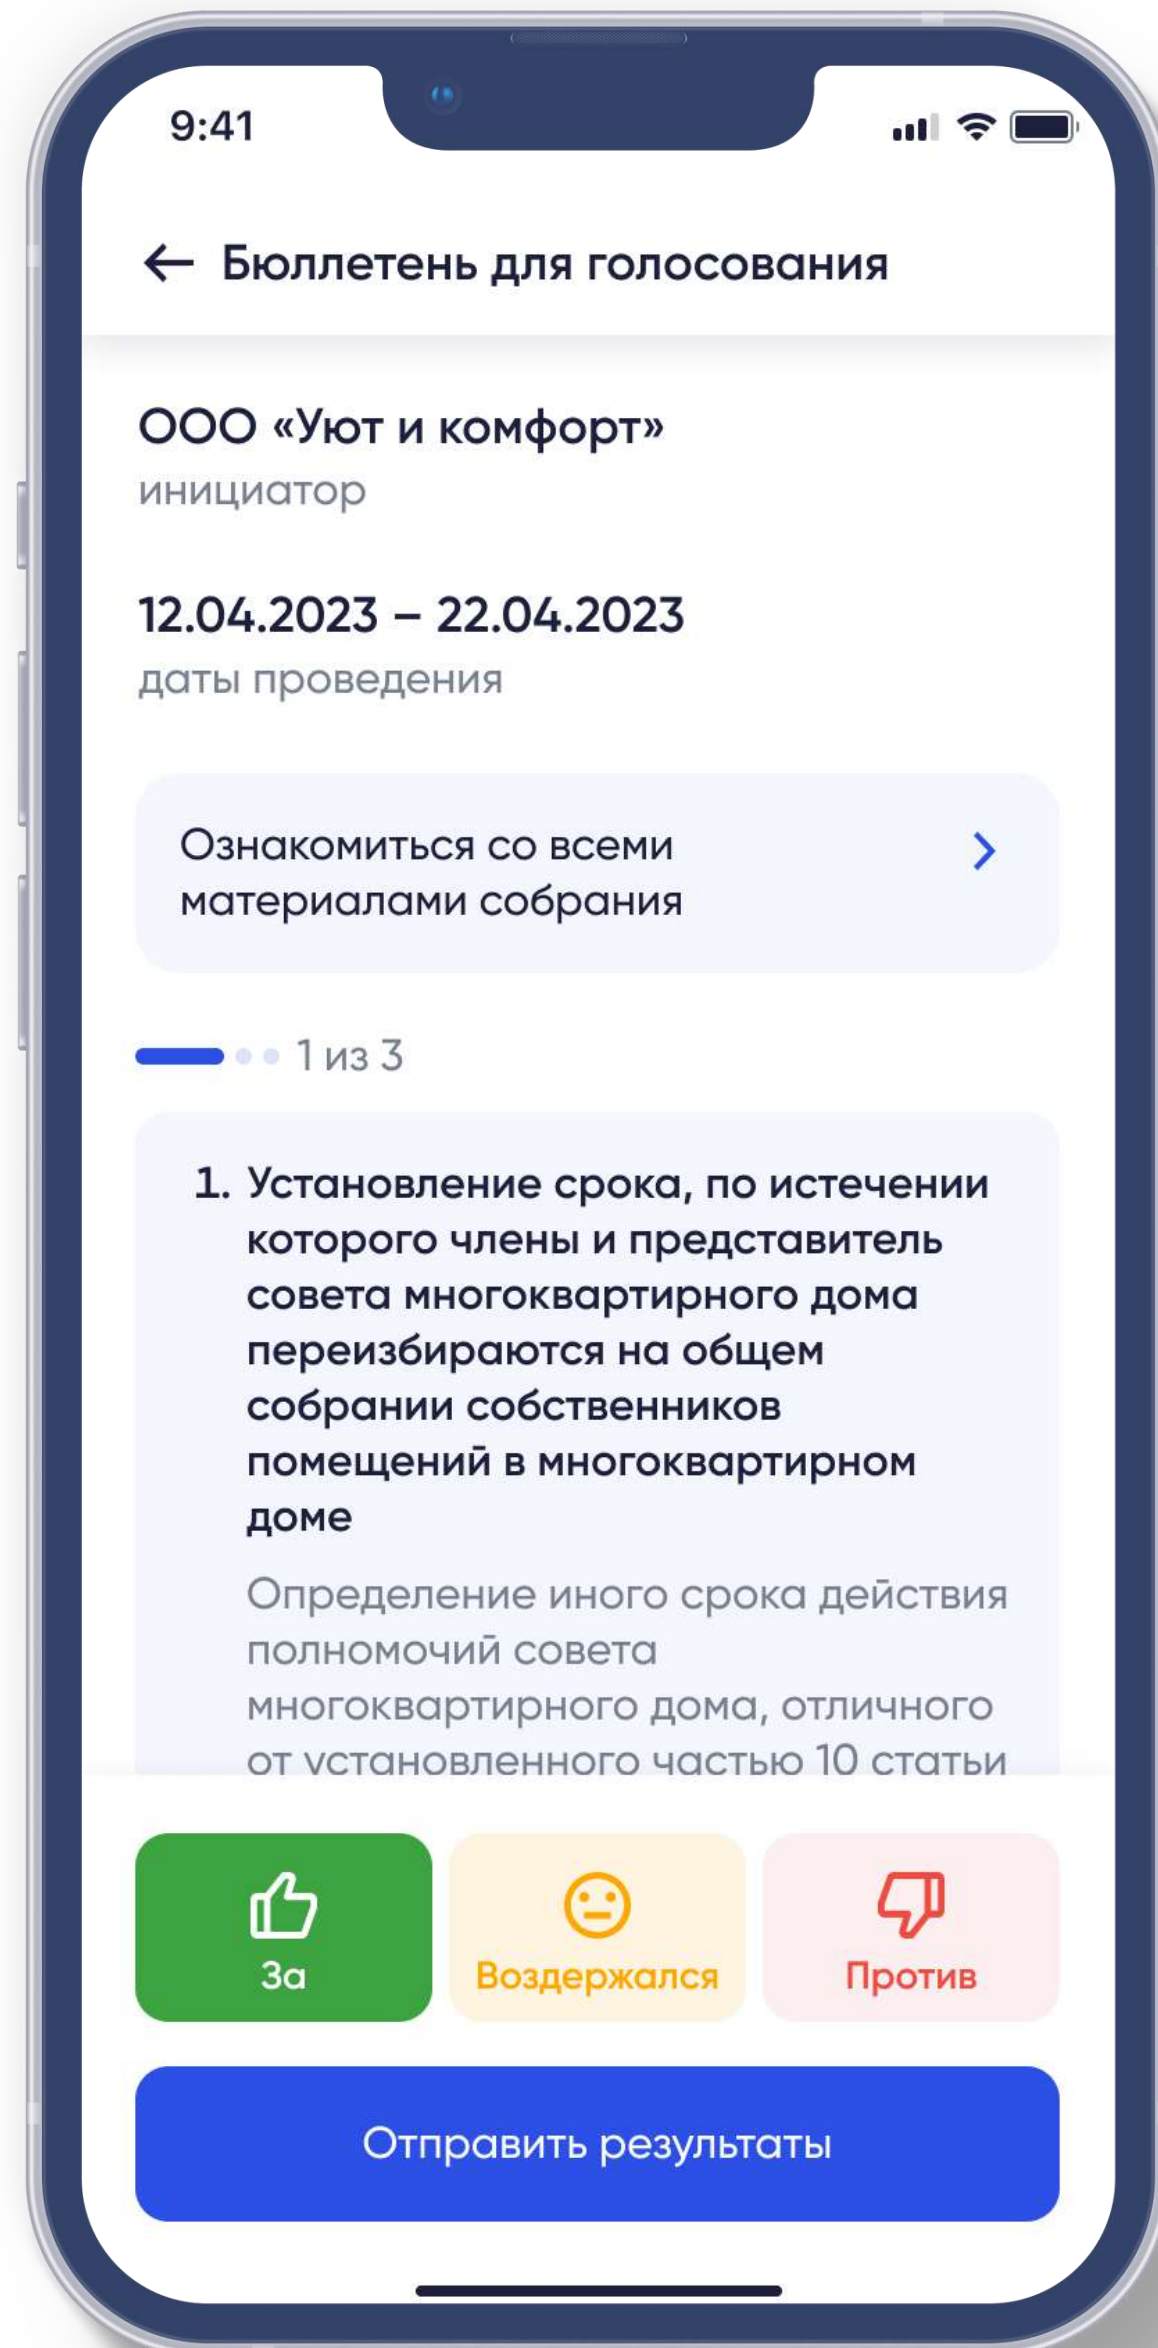 9:41
Бюллетень для голосования
ООО «Уют и комфорт»
инициатор
12.04.2023 – 22.04.2023
даты проведения
Ознакомиться со всеми
материалами собрания
1 из 3
1. Установление срока, по истечении
которого члены и представитель
совета многоквартирного дома
переизбираются на общем
собрании собственников
помещений в многоквартирном
доме
Определение иного срока действия
полномочий совета
многоквартирного дома, отличного
от установленного частью 10 статьи
За
Воздержался
Против
Отправить результаты